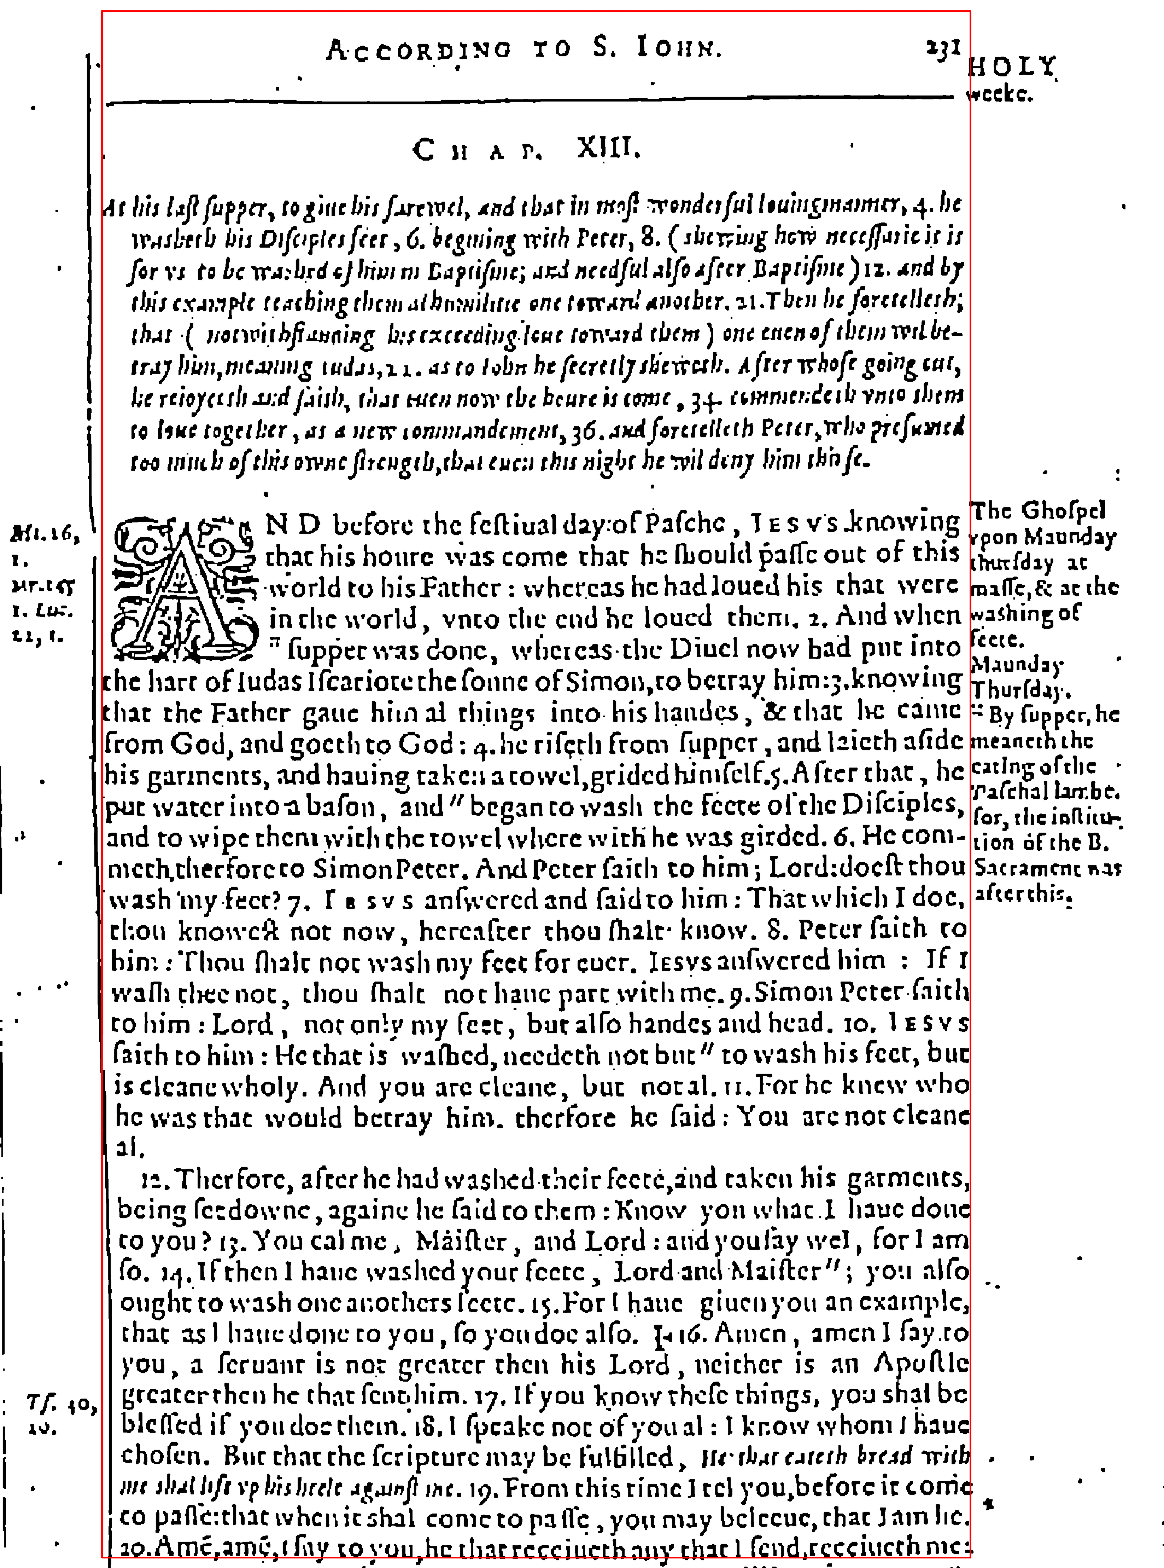 ACCORDING TO S. IOHN. 231
HOLY
weeke.
CHAP. XIII.
At his last supper, to giue his farewel, and that in most wonderful louing manner, 4. he
washeth his Disciples feet, 6. begining with Peter, 8. (shewing how necessarie it is
for vs to be washed of him in Baptisme; and needful also after Baptisme) 12. and by
this example teaching them al humilitie one toward another. 21. Then he foretelleth;
that (notwithstanning his exceeding loue toward them) one euen of them wil be-
tray him, meaning Iudas, 22. as to Iohn he secretly sheweth. After whose going out,
he reioyceth and saith, that euen now the houre is come, 34. commendeth vnto them
to loue together, as a new commandement, 36. and foretelleth Peter, who presumed
too much of this owne strength, that euen this night he wil deny him thrise.
Mt. 16,
1.
Mr. 14,
1. Luc.
22, 1.
AND before the festiual day of Pasche, IESVS knowing
that his houre was come that he should passe out of this
world to his Father: whereas he had loued his that were
in the world, vnto the end he loued them. 2. And when
" supper was done, whereas the Diuel now had put into
the hart of Iudas Iscariote the sonne of Simon, to betray him: 3. knowing
that the Father gaue him al things into his handes, & that he came
from God, and goeth to God: 4. he riseth from supper, and laieth aside
his garments, and hauing taken a towel, grided himself. 5. After that, he
put water into a bason, and " began to wash the feete of the Disciples,
and to wipe them with the towel where with he was girded. 6. He com-
meth, therfore to Simon Peter. And Peter saith to him; Lord: doest thou
wash my feet? 7. IESVS answered and said to him: That which I doe,
thou knowest not now, hereafter thou shalt know. 8. Peter saith to
him: Thou shalt not wash my feet for euer. IESVS answered him: If I
wash thee not, thou shalt not haue part with me. 9. Simon Peter saith
to him: Lord, not only my feet, but also handes and head. 10. IESVS
saith to him: He that is washed, needeth not but " to wash his feet, but
is cleane wholy. And you are cleane, but not al. 11. For he knew who
he was that would betray him. therfore he said: You are not cleane
al.
The Ghospel
vpon Maunday
thursday at
masse, & at the
washing of
feete.
Maunday
Thursday.
" By supper, he
meaneth the
eating of the
Paschal lambe.
for, the institu-
tion of the B.
Sacrament was
after this.
12. Therfore, after he had washed their feete, and taken his garments,
being set downe, againe he said to them: Know you what I haue done
to you? 13. You cal me, Maister, and Lord: and you say wel, for I am
so. 14. If then I haue washed your feete, Lord and Maister"; you also
ought to wash one anothers feete. 15. For I haue giuen you an example,
that as I haue done to you, so you doe also. 16. Amen, amen I say to
you, a seruant is not greater then his Lord, neither is an Apostle
greater then he that sent him. 17. If you know these things, you shal be
blessed if you doe them. 18. I speake not of you al: I know whom I haue
chosen. But that the scripture may be fulfilled, He that eateth bread with
me shal lift vp his heele against me. 19. From this time I tel you, before it come
to passe: that when it shal come to passe, you may beleeue, that I am he.
20. Amē, amē, I say to you, he that receiueth any that I send, receiueth me:
Ps. 40,
10.